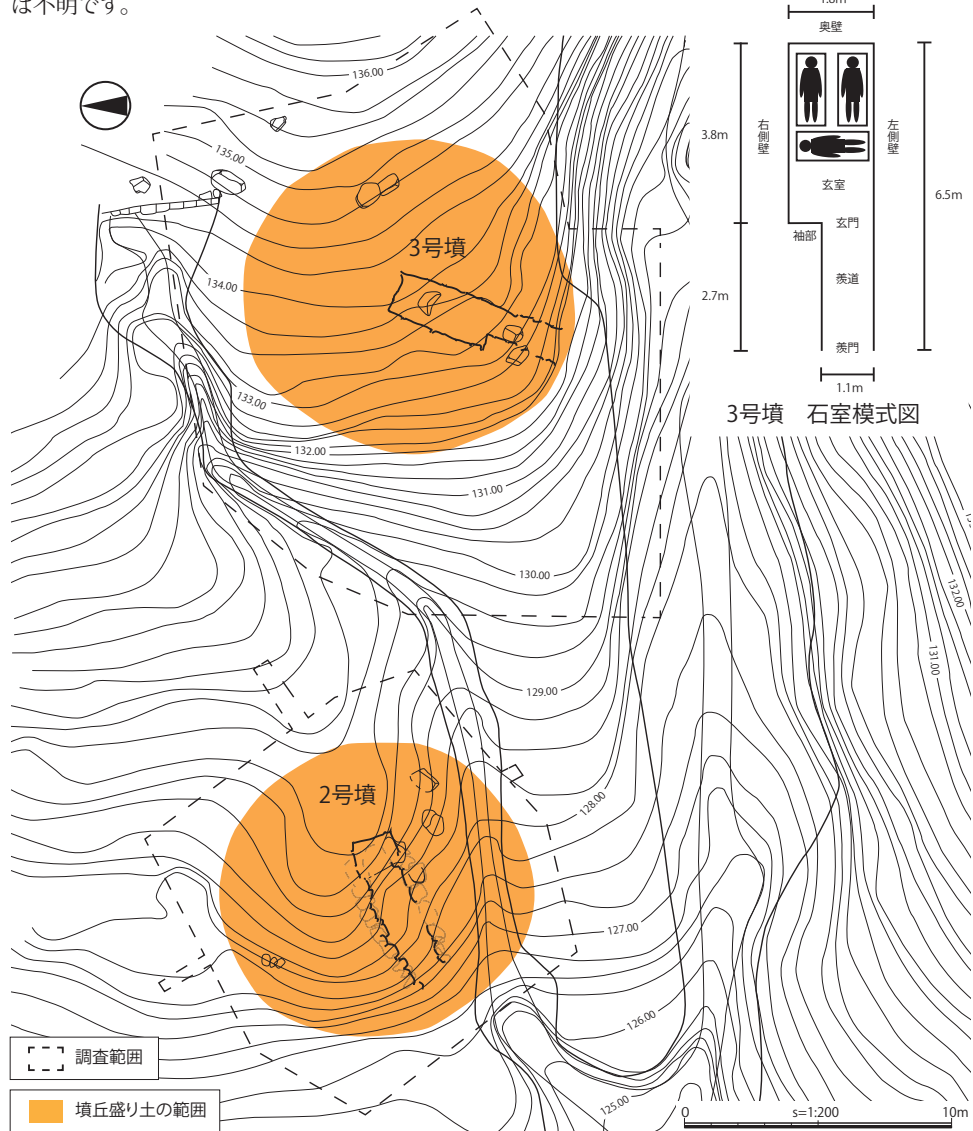 は不明です。
136.00
135.00
3号墳
134.00
133.00
132.00
131.00
130.00
129.00
2号墳
128.00
127.00
126.00
125.00
132.00
131.00
奥壁
3.8m
右側壁
左側壁
玄室
6.5m
袖部
玄門
羨道
2.7m
羨門
1.1m
3号墳 石室模式図
調査範囲
墳丘盛り土の範囲
0 s=1:200 10m